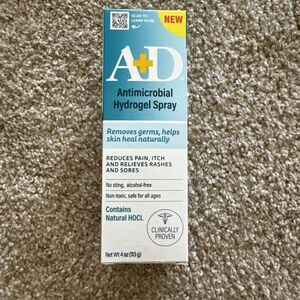 SCAN TO
LEARN MORE
NEW
A+D
Antimicrobial
Hydrogel Spray
Removes germs, helps
skin heal naturally
REDUCES PAIN, ITCH
AND RELIEVES RASHES
AND SORES
No sting, alcohol-free
Non-toxic, safe for all ages
Contains
Natural HOCL
CLINICALLY
PROVEN
Net Wt 4 oz (113 g)